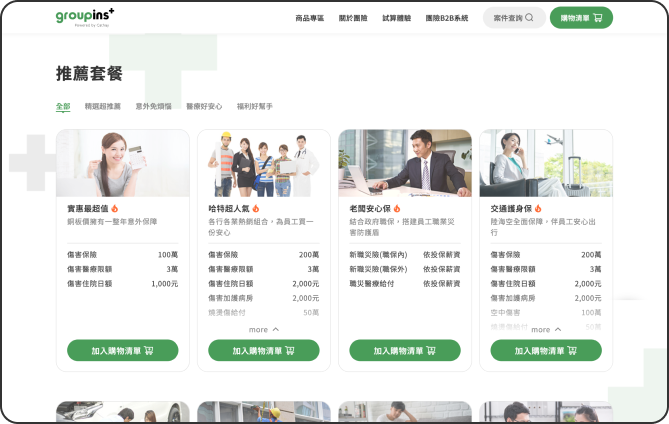 groupins+
Powered by Cathay
商品專區 關於團險 試算體驗 團險B2B系統 案件查詢 購物清單
推薦套餐
全部 精選超推薦 意外免煩惱 醫療好安心 福利好幫手
實惠最超值
銅板價擁有一整年意外保障
傷害保險 100萬
傷害醫療限額 3萬
傷害住院日額 1,000元
加入購物清單
哈特超人氣
各行各業熱銷組合，為員工買一
份安心
傷害保險 200萬
傷害醫療限額 3萬
傷害住院日額 2,000元
傷害加護病房 2,000元
燒燙傷給付 50萬
more
加入購物清單
老闆安心保
結合政府職保，搭建員工職業災
害防護盾
新職災險(職保內) 依投保薪資
新職災險(職保外) 依投保薪資
職災醫療給付 依投保薪資
加入購物清單
交通護身保
陸海空全面保障，伴員工安心出
行
傷害保險 200萬
傷害醫療限額 3萬
傷害住院日額 2,000元
傷害加護病房 2,000元
空中傷害 100萬
燒燙傷給付 50萬
more
加入購物清單